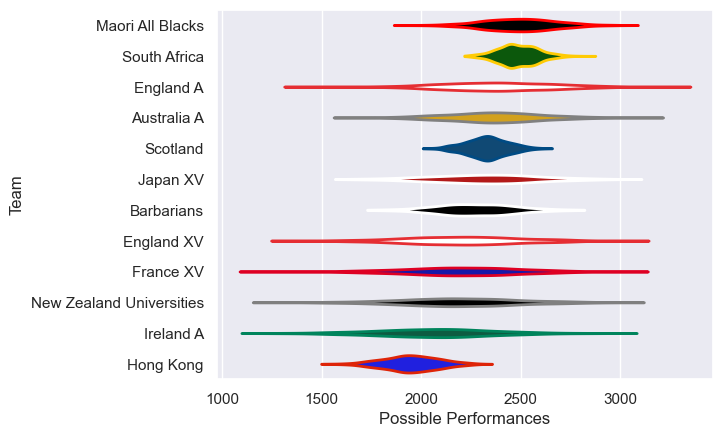 Maori All Blacks
South Africa
England A
Australia A
Scotland
Japan XV
Barbarians
England XV
France XV
New Zealand Universities
Ireland A
Hong Kong
Team
1000 1500 2000 2500 3000
Possible Performances